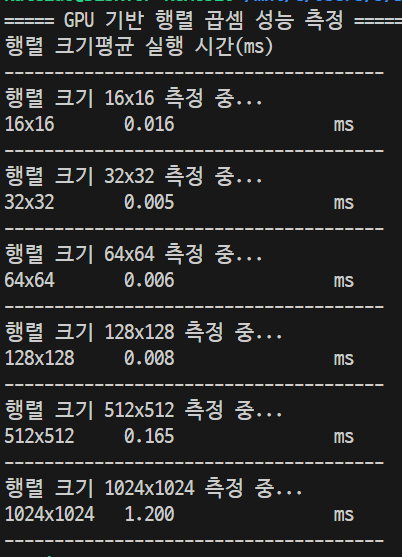 ===== GPU 기반 행렬 곱셈 성능 측정 =====
행렬 크기평균 실행 시간(ms)
--------------------------------------
행렬 크기 16x16 측정 중...
16x16 0.016 ms
--------------------------------------
행렬 크기 32x32 측정 중...
32x32 0.005 ms
--------------------------------------
행렬 크기 64x64 측정 중...
64x64 0.006 ms
--------------------------------------
행렬 크기 128x128 측정 중...
128x128 0.008 ms
--------------------------------------
행렬 크기 512x512 측정 중...
512x512 0.165 ms
--------------------------------------
행렬 크기 1024x1024 측정 중...
1024x1024 1.200 ms
--------------------------------------